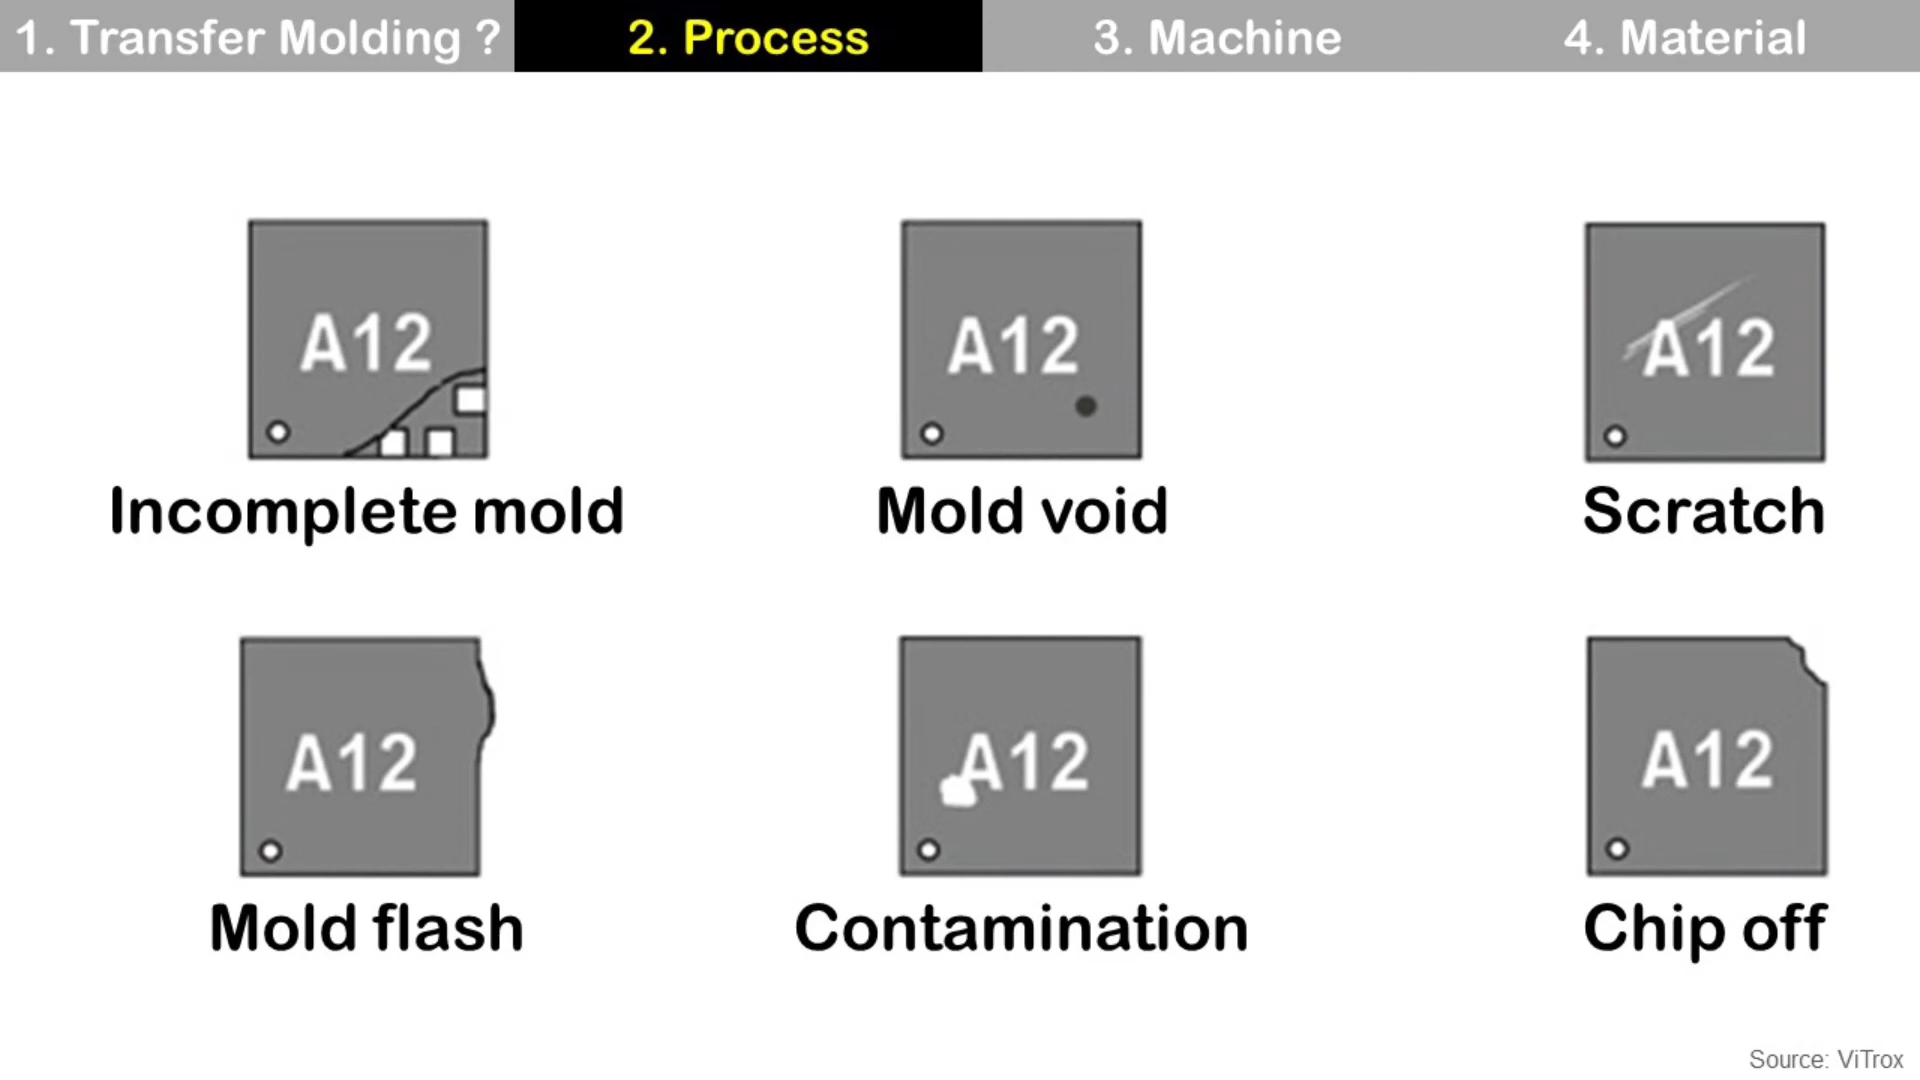 1. Transfer Molding ?
2. Process
3. Machine
4. Material
A12
A12
A12
Incomplete mold
Mold void
Scratch
A12
A12
A12
Mold flash
Contamination
Chip off
Source: ViTrox